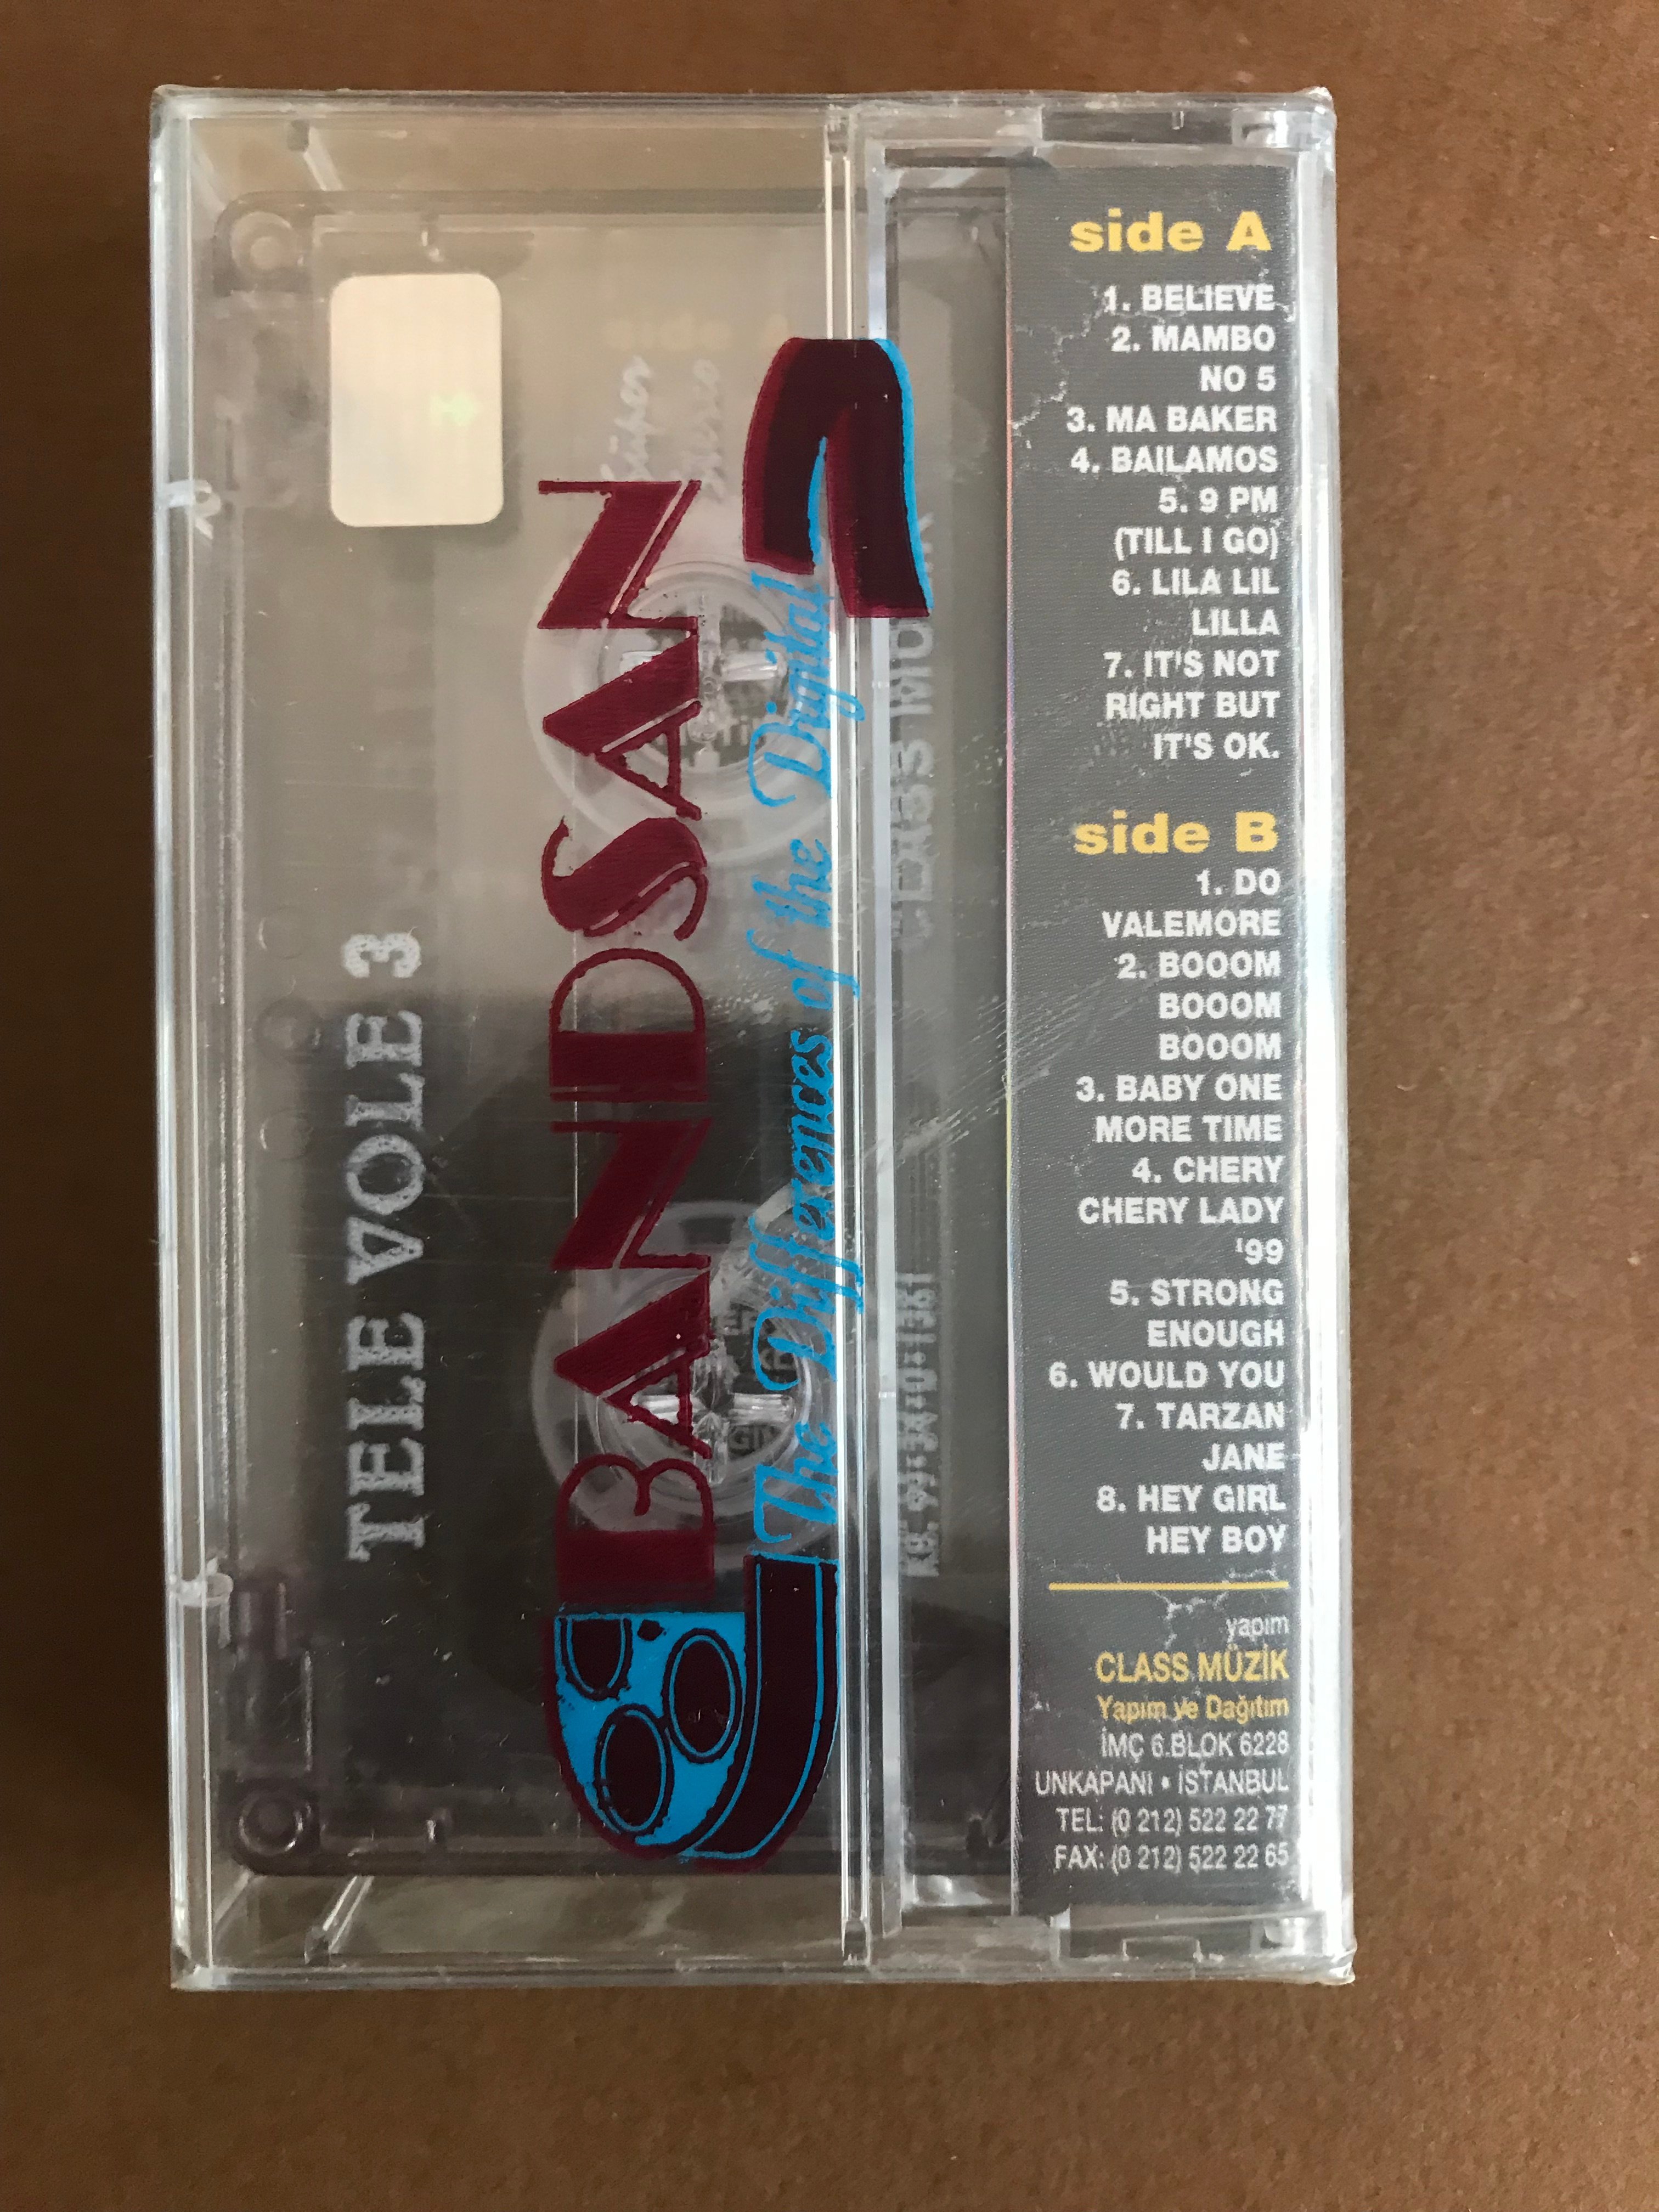 side A
1. BELIEVE
2. MAMBO
NO 5
3. MA BAKER
4. BAILAMOS
5. 9 PM
(TILL I GO)
6. LILA LIL
LILLA
7. IT'S NOT
RIGHT BUT
IT'S OK.
side B
1. DO
VALEMORE
2. BOOOM
BOOOM
BOOOM
3. BABY ONE
MORE TIME
4. CHERY
CHERY LADY
'99
5. STRONG
ENOUGH
6. WOULD YOU
7. TARZAN
JANE
8. HEY GIRL
HEY BOY
yapım
CLASS MÜZİK
Yapım ve Dağıtım
İMÇ 6.BLOK 6228
UNKAPANI • İSTANBUL
TEL: (0 212) 522 22 77
FAX: (0 212) 522 22 65
TELE VOLE 3
BANDSAN
The Differences of the Digital
side A